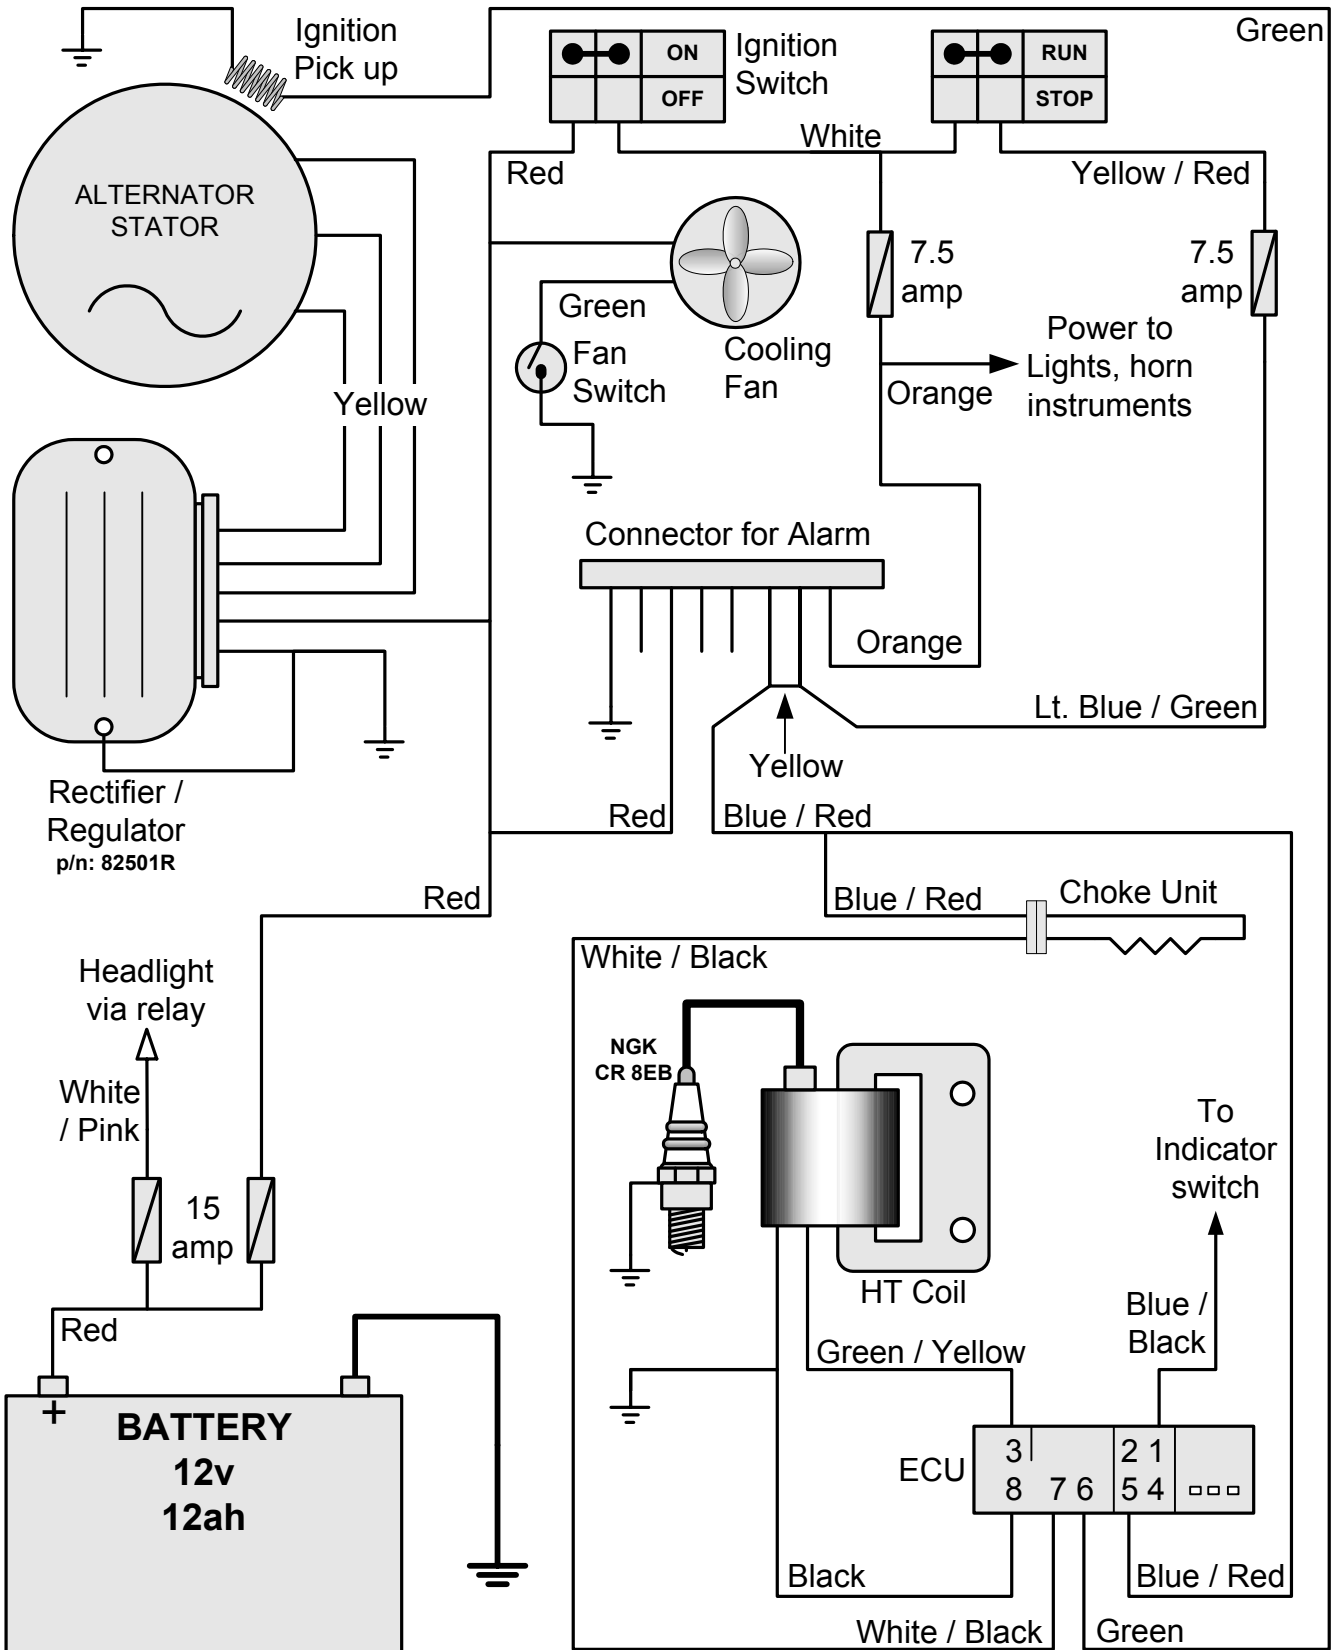 Ignition
Pick up
ON
OFF
Ignition
Switch
RUN
STOP
Green
White
Red
Yellow / Red
ALTERNATOR
STATOR
7.5
amp
7.5
amp
Green
Fan
Switch
Cooling
Fan
Power to
Lights, horn
instruments
Orange
Yellow
Connector for Alarm
Orange
Lt. Blue / Green
Yellow
Rectifier /
Regulator
p/n: 82501R
Red
Blue / Red
Red
Blue / Red
Choke Unit
White / Black
Headlight
via relay
White
/ Pink
NGK
CR 8EB
To
Indicator
switch
15
amp
HT Coil
Blue /
Black
Red
Green / Yellow
+
BATTERY
12v
12ah
ECU
3 2 1
8 7 6 5 4
Black
Blue / Red
White / Black
Green